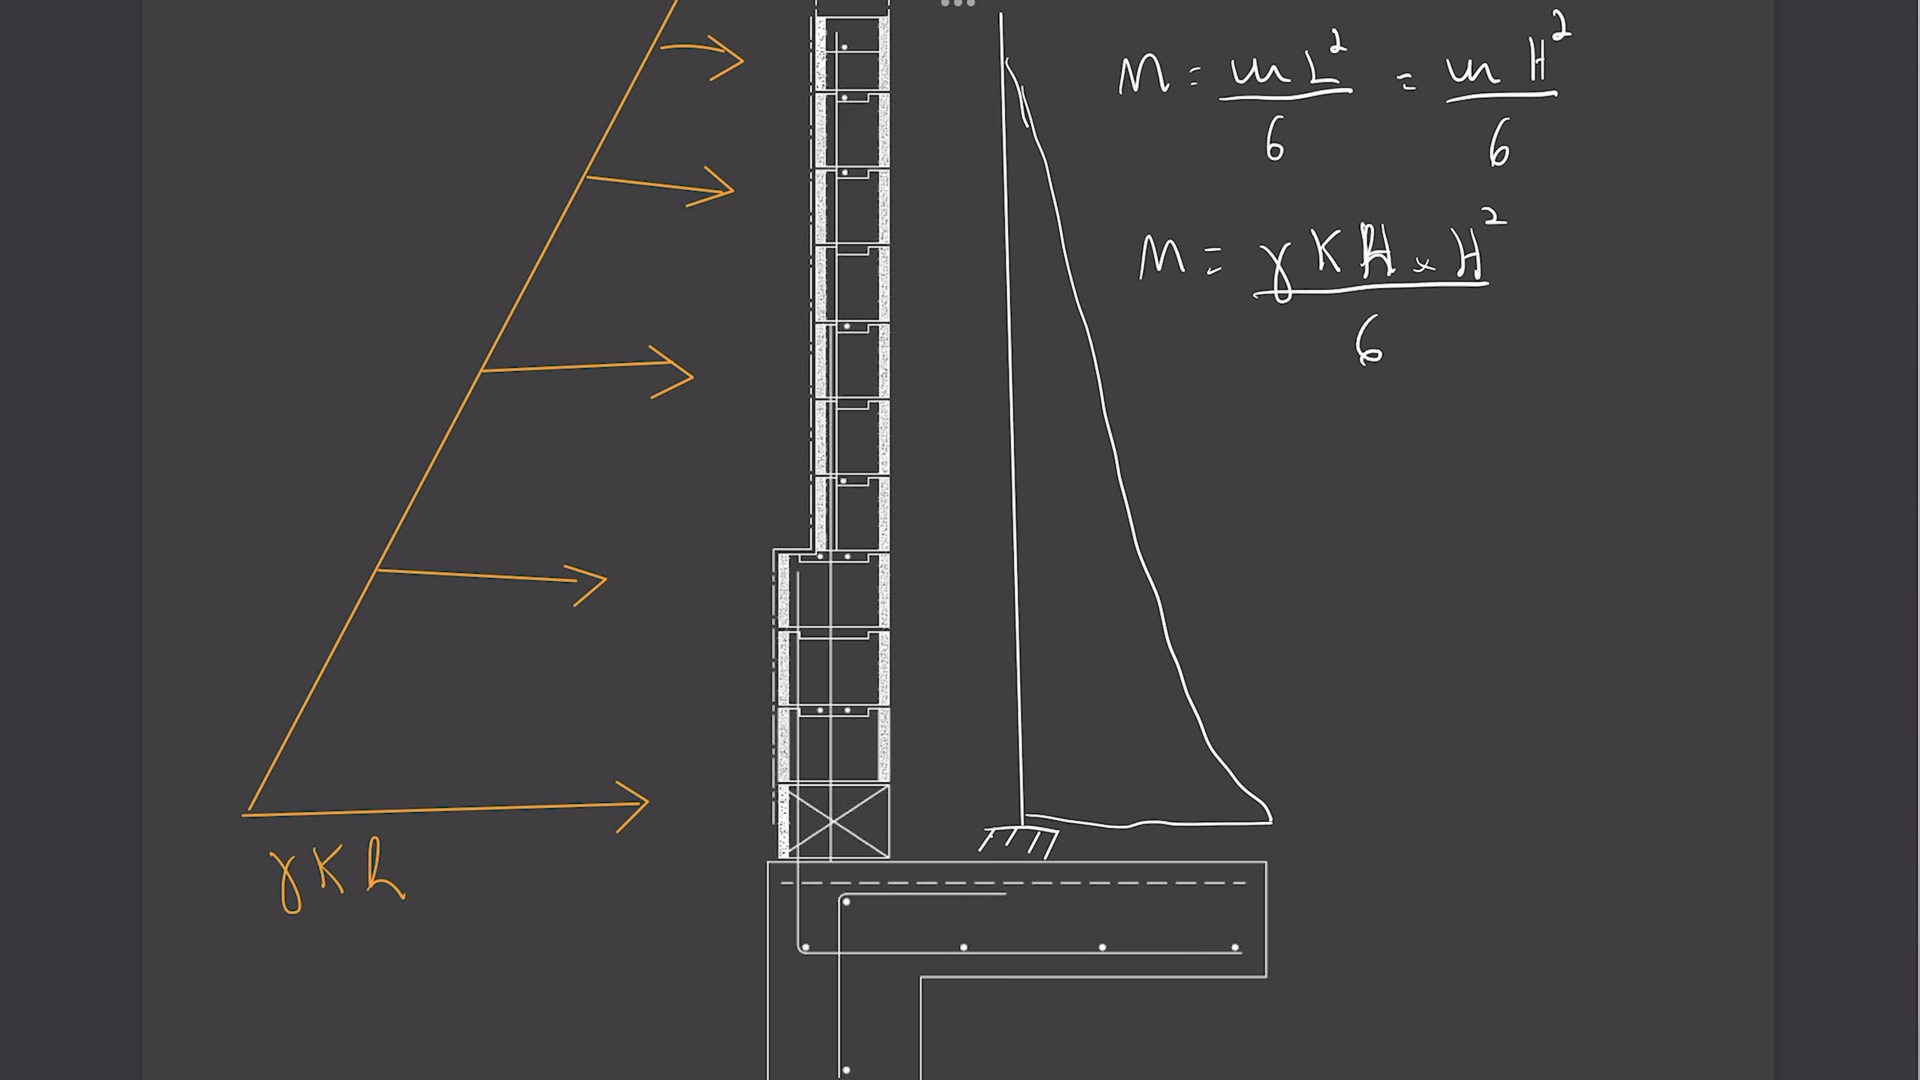 M = wL² / 6 = wH² / 6
M = γKH × H² / 6
γKh